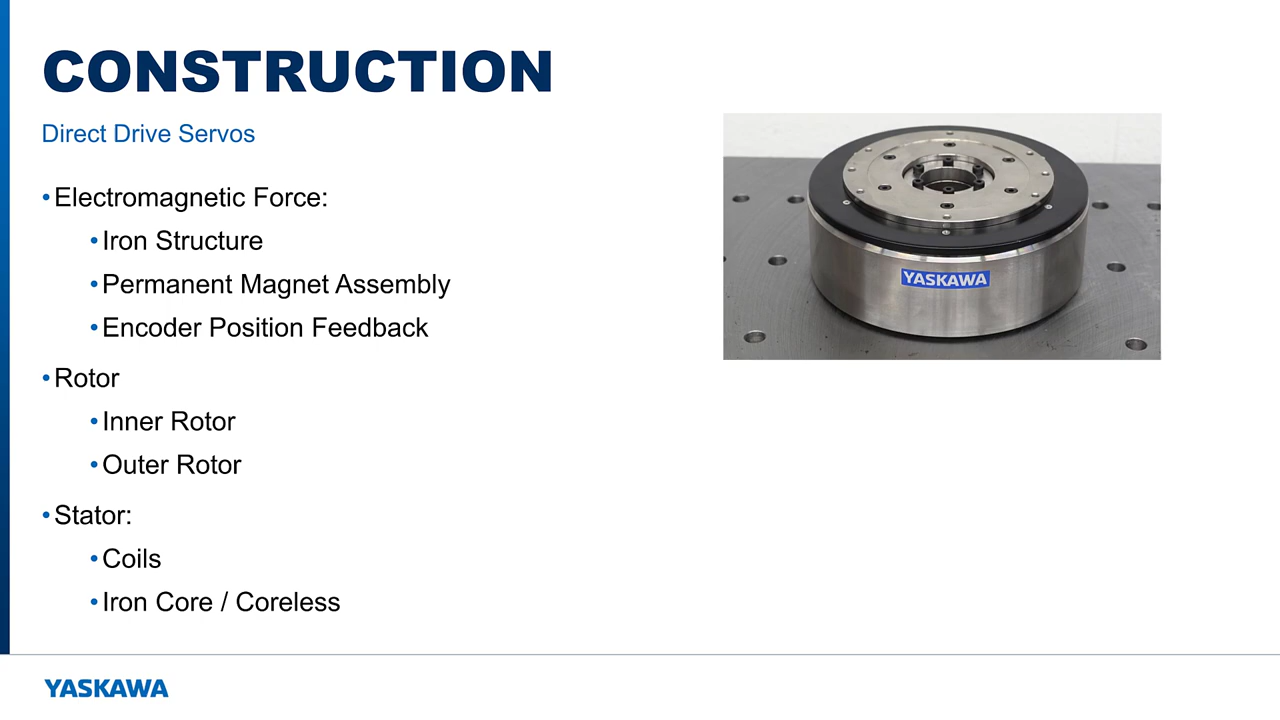 CONSTRUCTION
Direct Drive Servos
•Electromagnetic Force:
•Iron Structure
•Permanent Magnet Assembly
•Encoder Position Feedback
•Rotor
•Inner Rotor
•Outer Rotor
•Stator:
•Coils
•Iron Core / Coreless
YASKAWA
YASKAWA